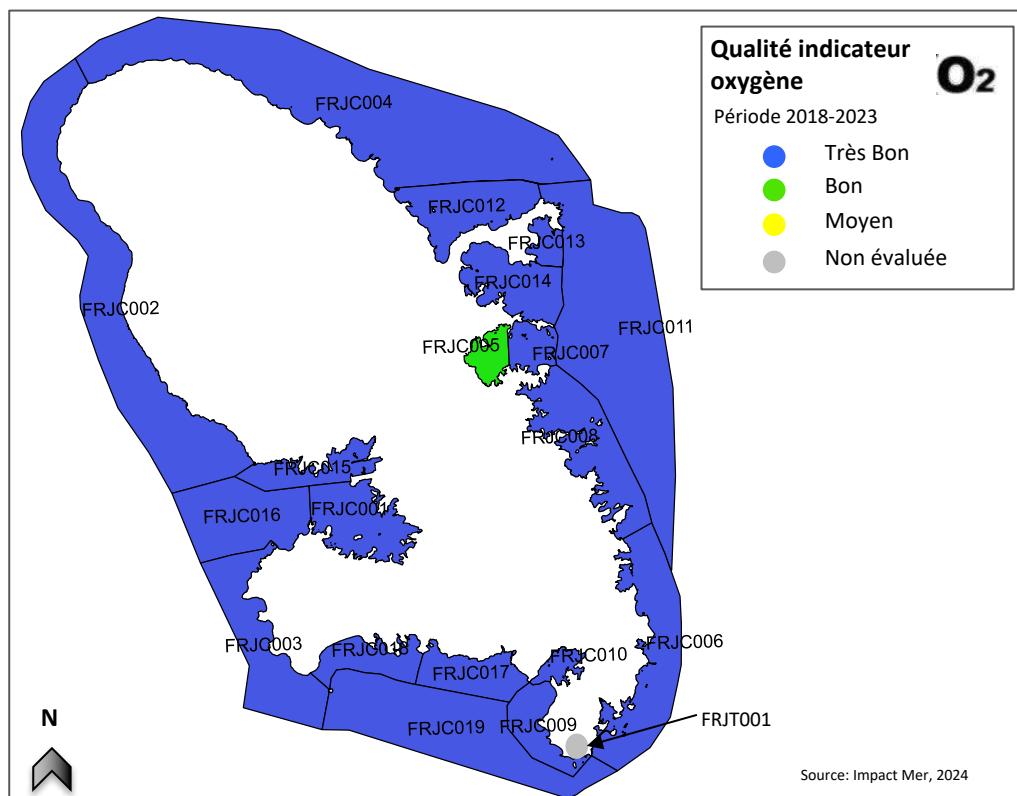 Qualité indicateur
oxygène
O2
Période 2018-2023
Très Bon
Bon
Moyen
Non évaluée
FRJC004
FRJC012
FRJC013
FRJC014
FRJC002
FRJC011
FRJC005
FRJC007
FRJC008
FRJC015
FRJC016
FRJC001
FRJC003
FRJC018
FRJC010
FRJC006
FRJC017
FRJC019
FRJC009
FRJT001
N
Source: Impact Mer, 2024